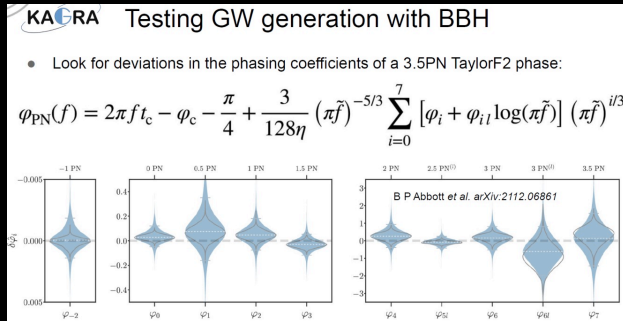 KAGRA Testing GW generation with BBH
• Look for deviations in the phasing coefficients of a 3.5PN TaylorF2 phase:
φ_PN(f) = 2πf t_c − φ_c − π/4 + 3/(128η) (πf̃)^{−5/3} ∑_{i=0}^{7} [φ_i + φ_{il} log(πf̃)] (πf̃)^{i/3}
−1 PN 0 PN 0.5 PN 1 PN 1.5 PN 2 PN 2.5 PN^(l) 3 PN 3 PN^(l) 3.5 PN
B P Abbott et al. arXiv:2112.06861
−0.005 0.000 0.005
δφ̂_i
0.4 0.2 0.0 −0.2 −0.4
3 2 1 0 −1 −2 −3
φ_{−2} φ_0 φ_1 φ_2 φ_3 φ_4 φ_{5l} φ_6 φ_{6l} φ_7